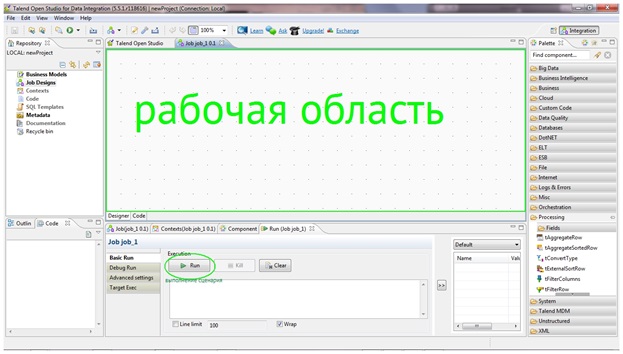 Talend Open Studio for Data Integration (5.5.1.r118616) | newProject (Connection: Local)
File Edit View Window Help
100% Learn Ask Upgrade! Exchange Integration
Repository
LOCAL: newProject
Business Models
Job Designs
Contexts
Code
SQL Templates
Metadata
Documentation
Recycle bin
Outlin Code
Talend Open Studio Job job_1 0.1
рабочая область
Designer Code
Job(job_1 0.1) Contexts(Job job_1 0.1) Component Run (Job job_1)
Job job_1
Basic Run
Debug Run
Advanced settings
Target Exec
Execution
Run Kill Clear
выполнение сценария
Line limit 100 Wrap
>>
Default
Name Valu
Palette
Find component...
Big Data
Business Intelligence
Business
Cloud
Custom Code
Data Quality
Databases
DotNET
ELT
ESB
File
Internet
Logs & Errors
Misc
Orchestration
Processing
Fields
tAggregateRow
tAggregateSortedRow
tConvertType
tExternalSortRow
tFilterColumns
tFilterRow
System
Talend MDM
Unstructured
XML